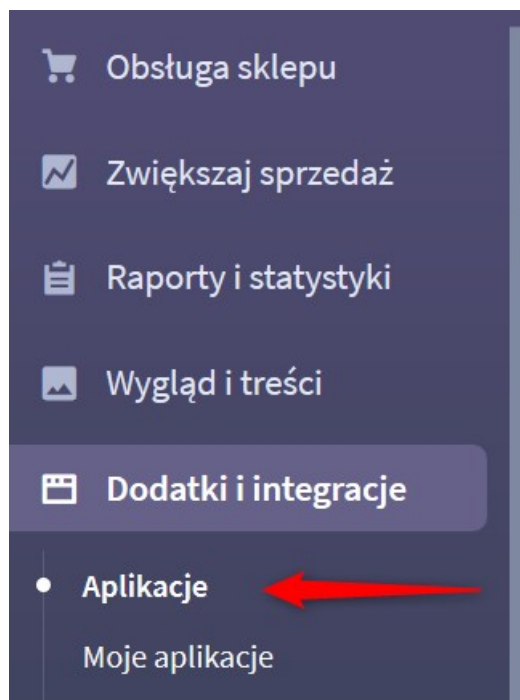 Obsługa sklepu
Zwiększaj sprzedaż
Raporty i statystyki
Wygląd i treści
Dodatki i integracje
Aplikacje
Moje aplikacje